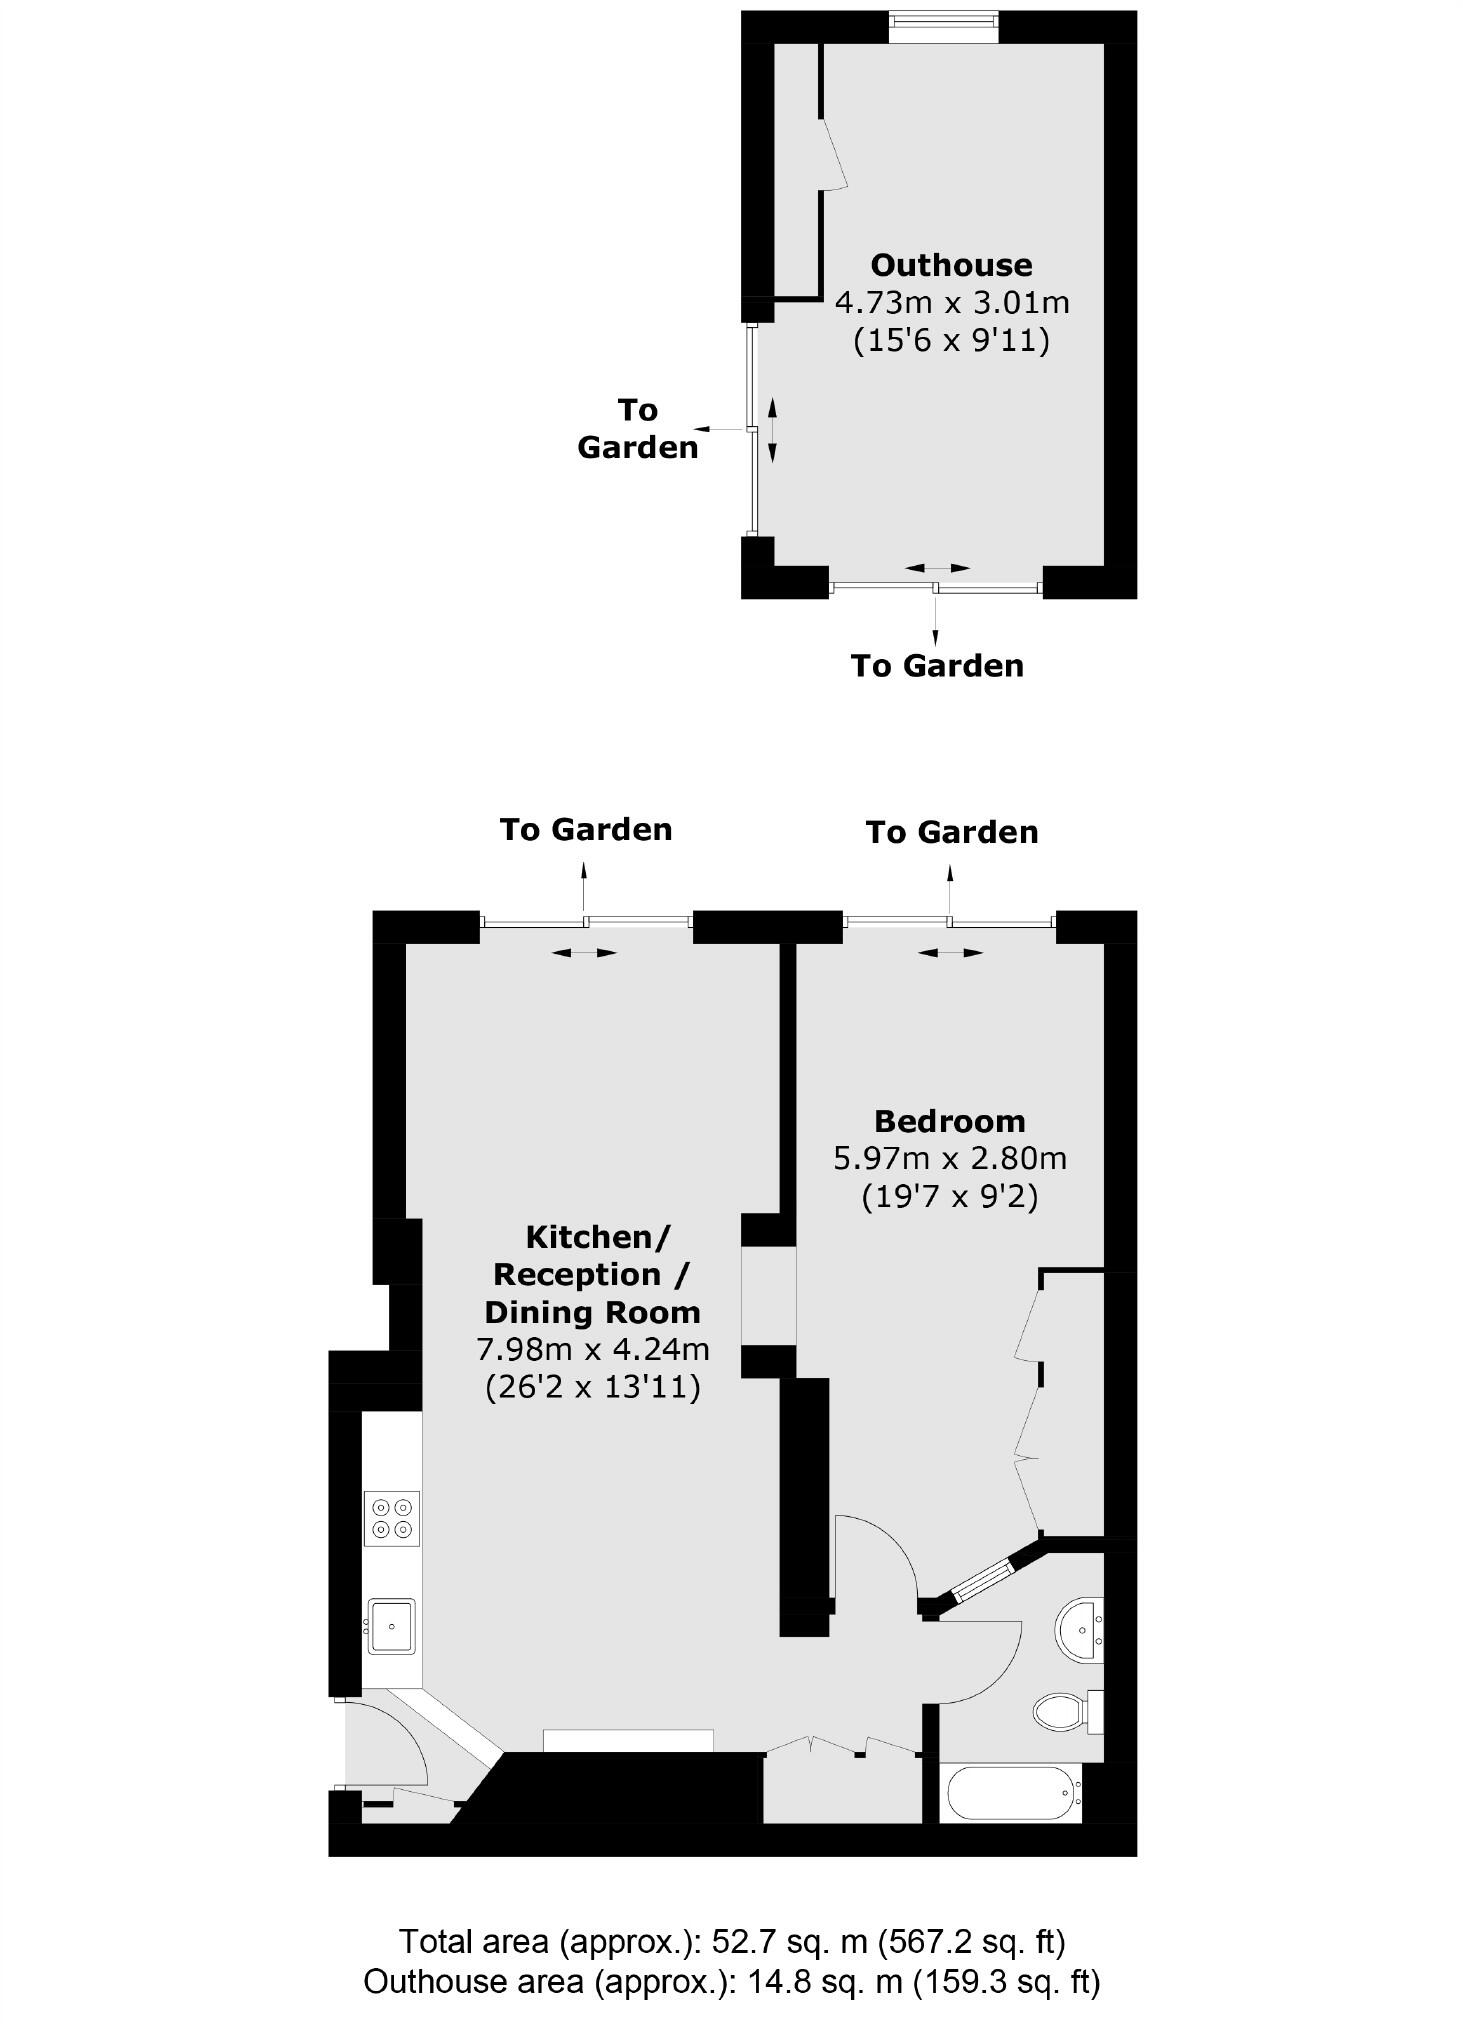 Outhouse
4.73m x 3.01m
(15'6 x 9'11)
To
Garden
To Garden
To Garden
To Garden
Bedroom
5.97m x 2.80m
(19'7 x 9'2)
Kitchen/
Reception /
Dining Room
7.98m x 4.24m
(26'2 x 13'11)
Total area (approx.): 52.7 sq. m (567.2 sq. ft)
Outhouse area (approx.): 14.8 sq. m (159.3 sq. ft)